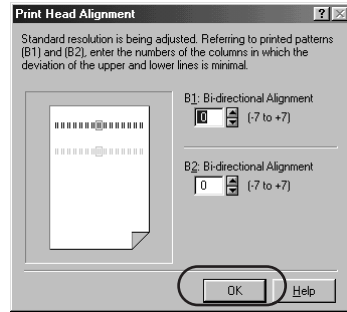 Print Head Alignment
Standard resolution is being adjusted. Referring to printed patterns
(B1) and (B2), enter the numbers of the columns in which the
deviation of the upper and lower lines is minimal.
B1: Bi-directional Alignment
0 (-7 to +7)
B2: Bi-directional Alignment
0 (-7 to +7)
OK Help